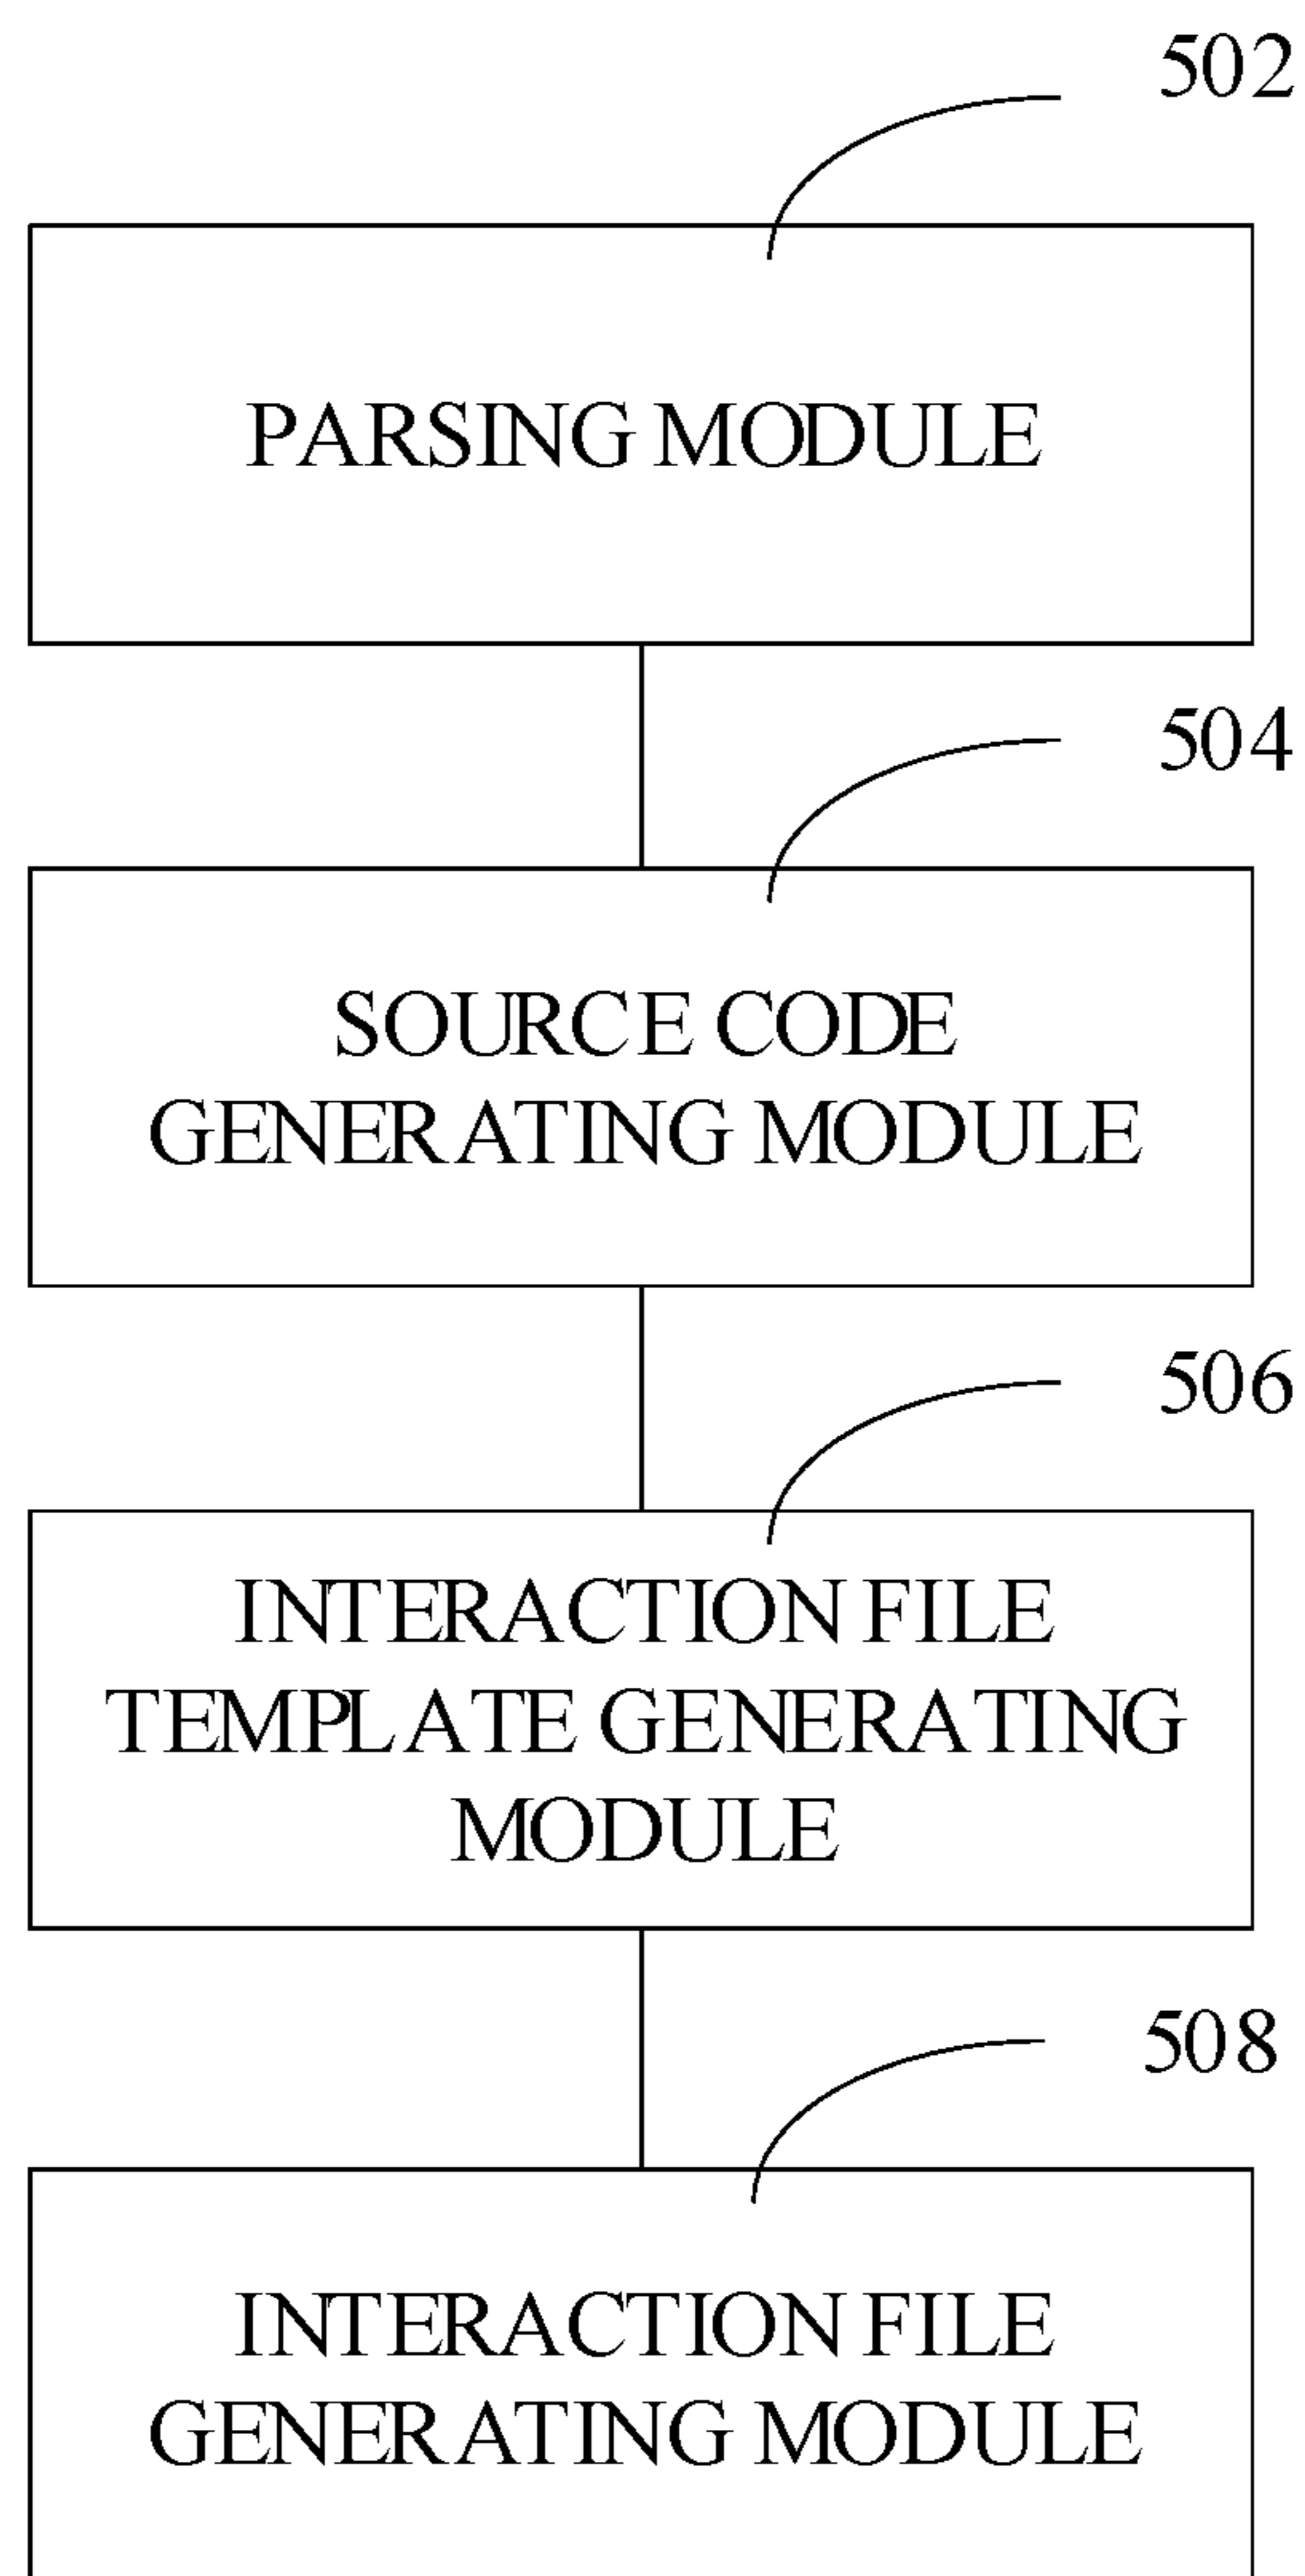 502
PARSING MODULE
504
SOURCE CODE
GENERATING MODULE
506
INTERACTION FILE
TEMPLATE GENERATING
MODULE
508
INTERACTION FILE
GENERATING MODULE